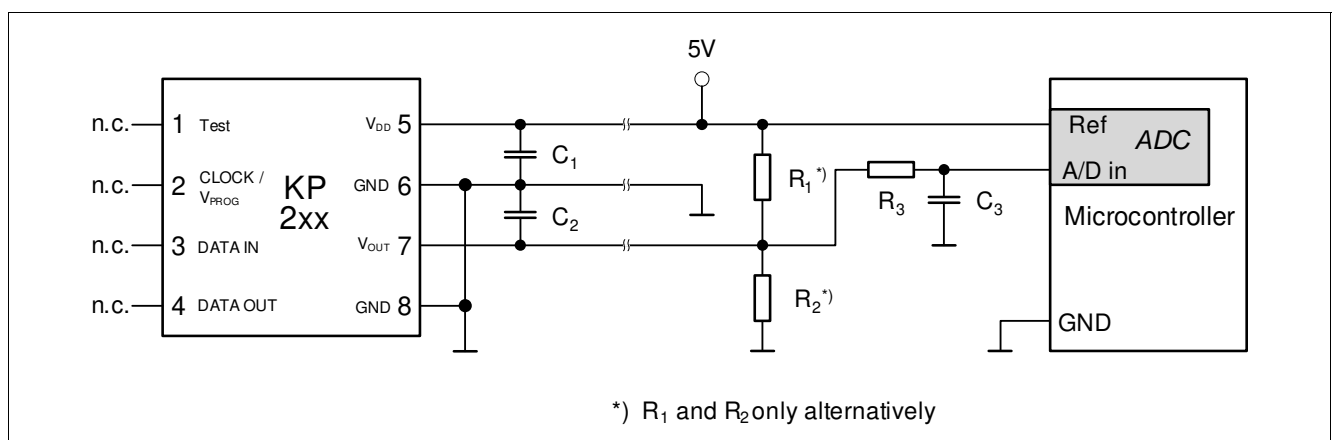 5V
n.c.
1 Test
V_DD 5
n.c.
2 CLOCK /
V_PROG
KP
2xx
GND 6
n.c.
3 DATA IN
V_OUT 7
n.c.
4 DATA OUT
GND 8
C_1
C_2
R_1*)
R_2*)
R_3
C_3
Ref
ADC
A/D in
Microcontroller
GND
*) R_1 and R_2 only alternatively